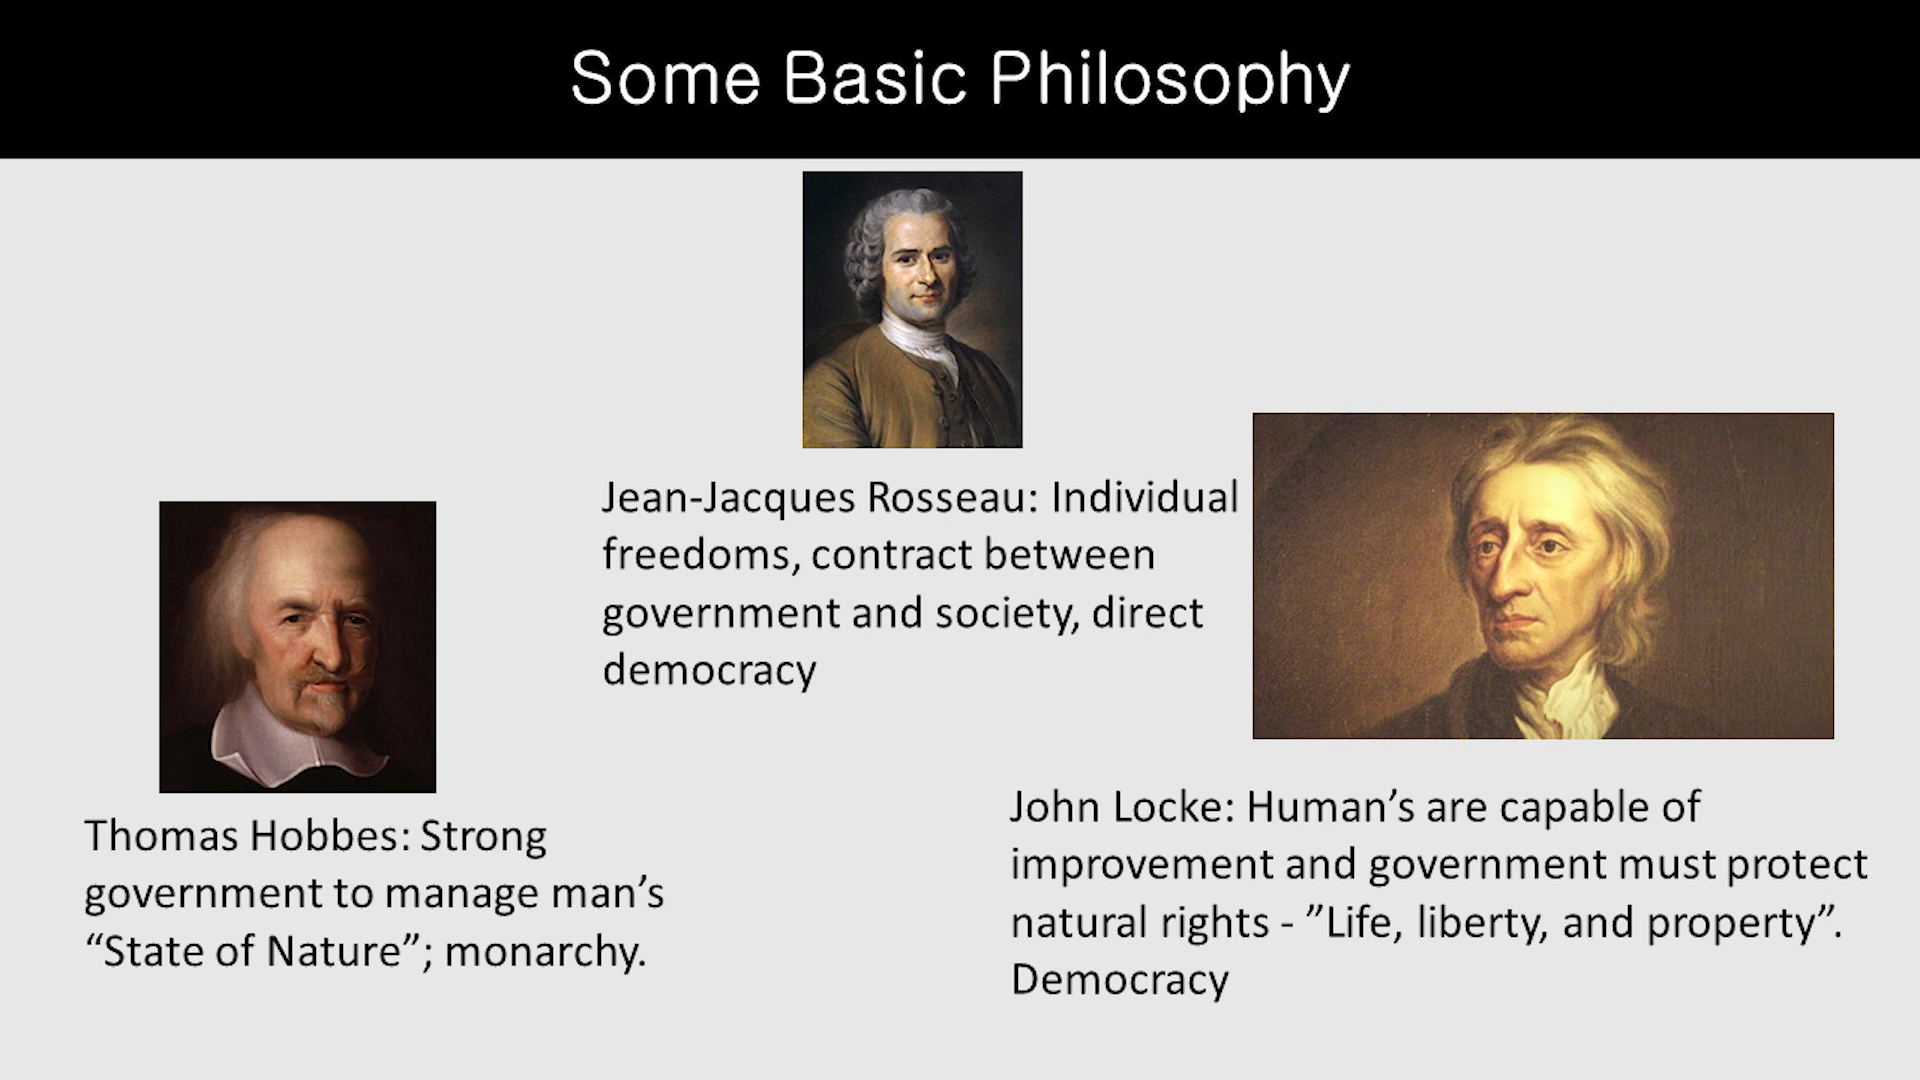 Some Basic Philosophy
Jean-Jacques Rosseau: Individual
freedoms, contract between
government and society, direct
democracy
Thomas Hobbes: Strong
government to manage man’s
“State of Nature”; monarchy.
John Locke: Human’s are capable of
improvement and government must protect
natural rights - ”Life, liberty, and property”.
Democracy